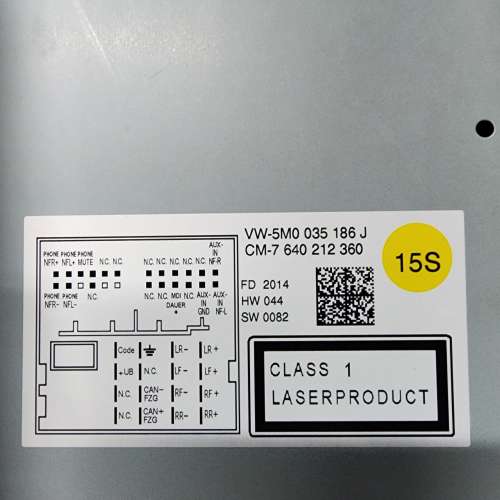 VW-5M0 035 186 J
CM-7 640 212 360
15S
FD 2014
HW 044
SW 0082
CLASS 1
LASERPRODUCT
PHONE PHONE PHONE AUX-
NFR+ NFL+ MUTE N.C. N.C. N.C. N.C. N.C. N.C. IN
NF-R
PHONE PHONE N.C. N.C. N.C. MDI AUX- AUX-
NFR- NFL- DAUER IN IN
+ GND NF-L
Code LR- LR+
+UB N.C. LF- LF+
N.C. CAN- RF- RF+
FZG
N.C. CAN+ RR- RR+
FZG